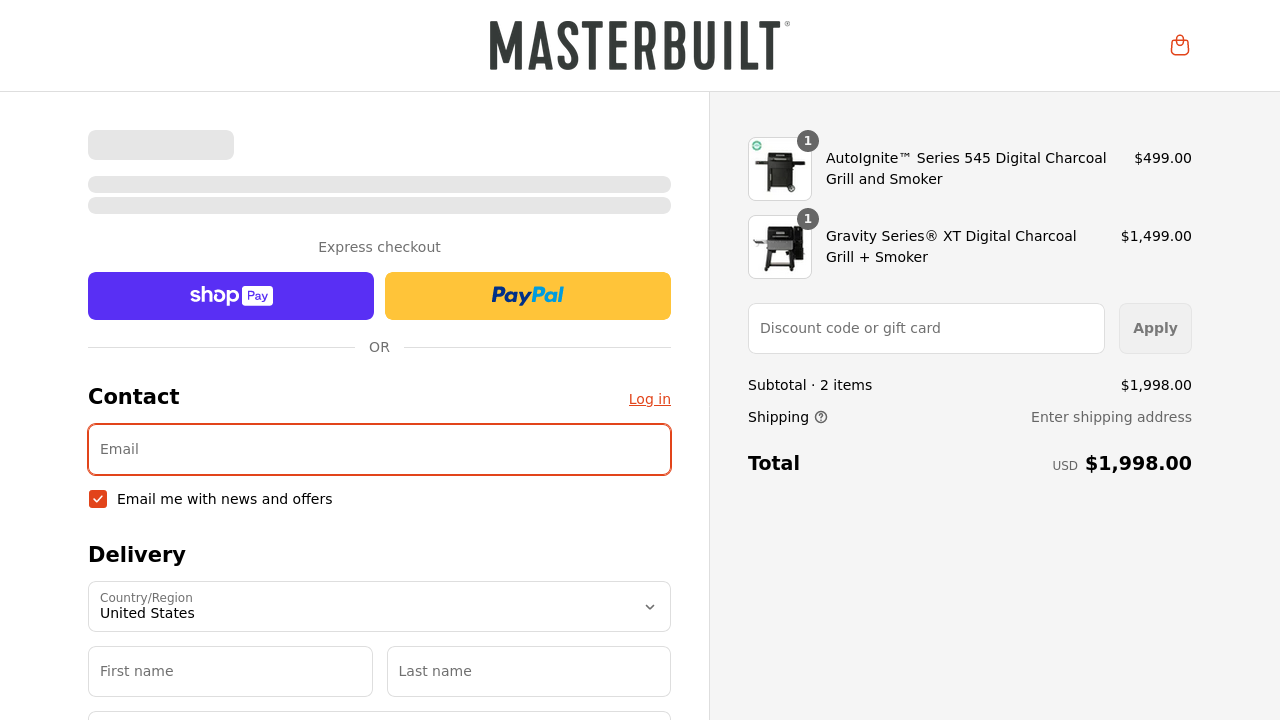 MASTERBUILT®
Express checkout
shop Pay
PayPal
OR
Contact
Log in
Email
Email me with news and offers
Delivery
Country/Region
United States
First name
Last name
1
AutoIgnite™ Series 545 Digital Charcoal
Grill and Smoker
$499.00
1
Gravity Series® XT Digital Charcoal
Grill + Smoker
$1,499.00
Discount code or gift card
Apply
Subtotal · 2 items
$1,998.00
Shipping
Enter shipping address
Total
USD $1,998.00